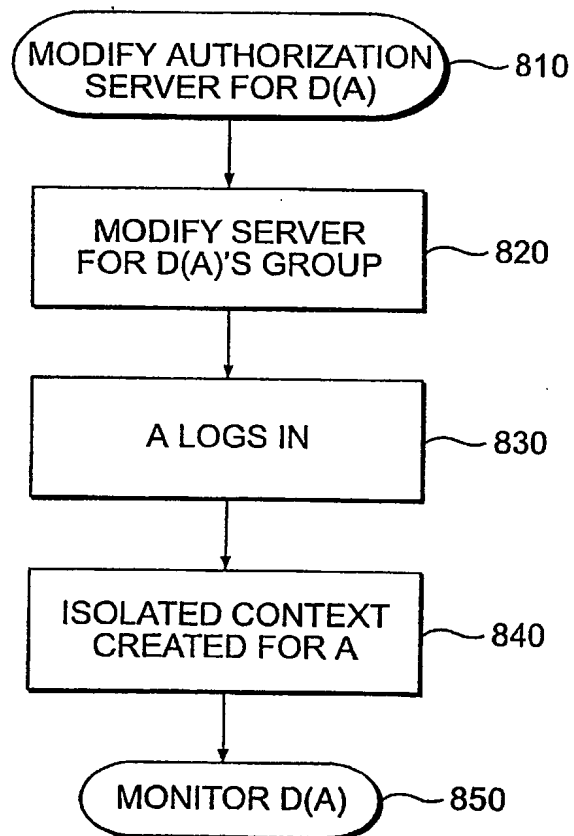 MODIFY AUTHORIZATION
SERVER FOR D(A)
810
MODIFY SERVER
FOR D(A)'S GROUP
820
A LOGS IN
830
ISOLATED CONTEXT
CREATED FOR A
840
MONITOR D(A)
850